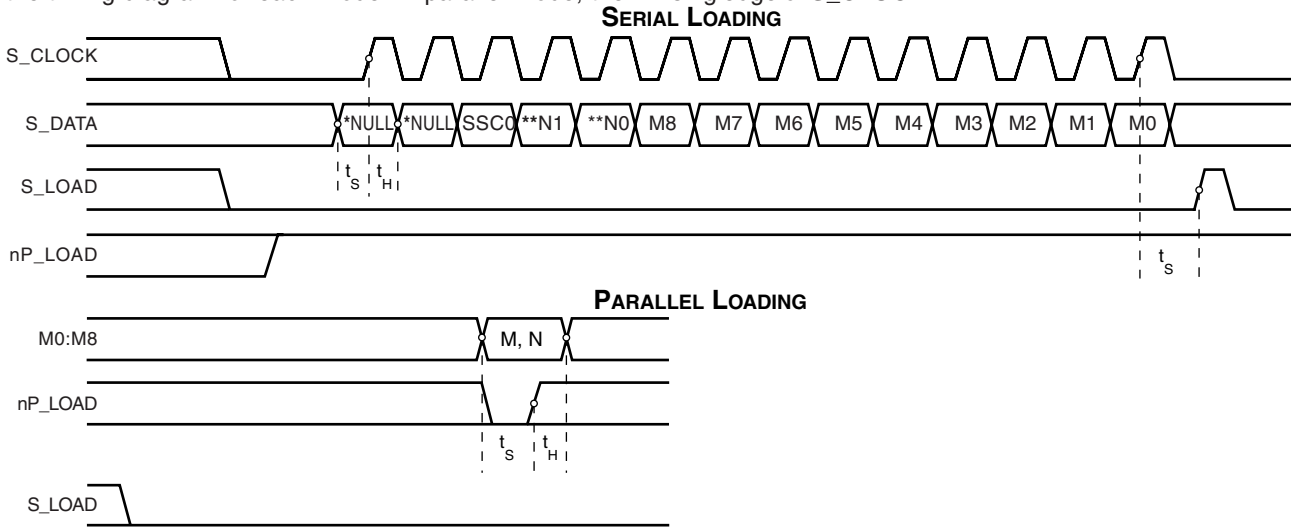 SERIAL LOADING
S_CLOCK
S_DATA *NULL *NULL SSC0 **N1 **N0 M8 M7 M6 M5 M4 M3 M2 M1 M0
tS tH
S_LOAD
nP_LOAD
tS
PARALLEL LOADING
M0:M8 M, N
nP_LOAD
tS tH
S_LOAD